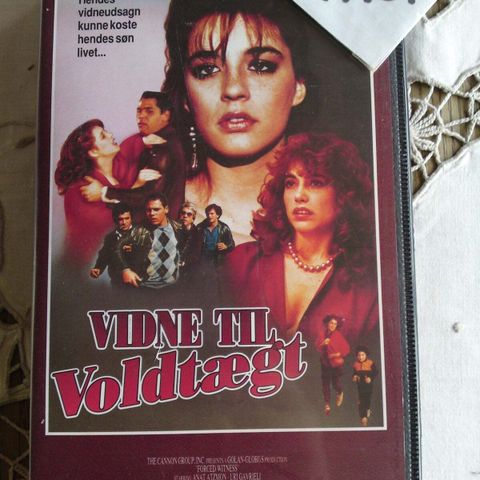 Hendes
vidneudsagn
kunne koste
hendes søn
livet...
VIDNE TIL
Voldtægt
THE CANNON GROUP, INC. PRESENTS A GOLAN-GLOBUS PRODUCTION
"FORCED WITNESS"
STARRING ANAT ATZMON, URI GAVRIELI